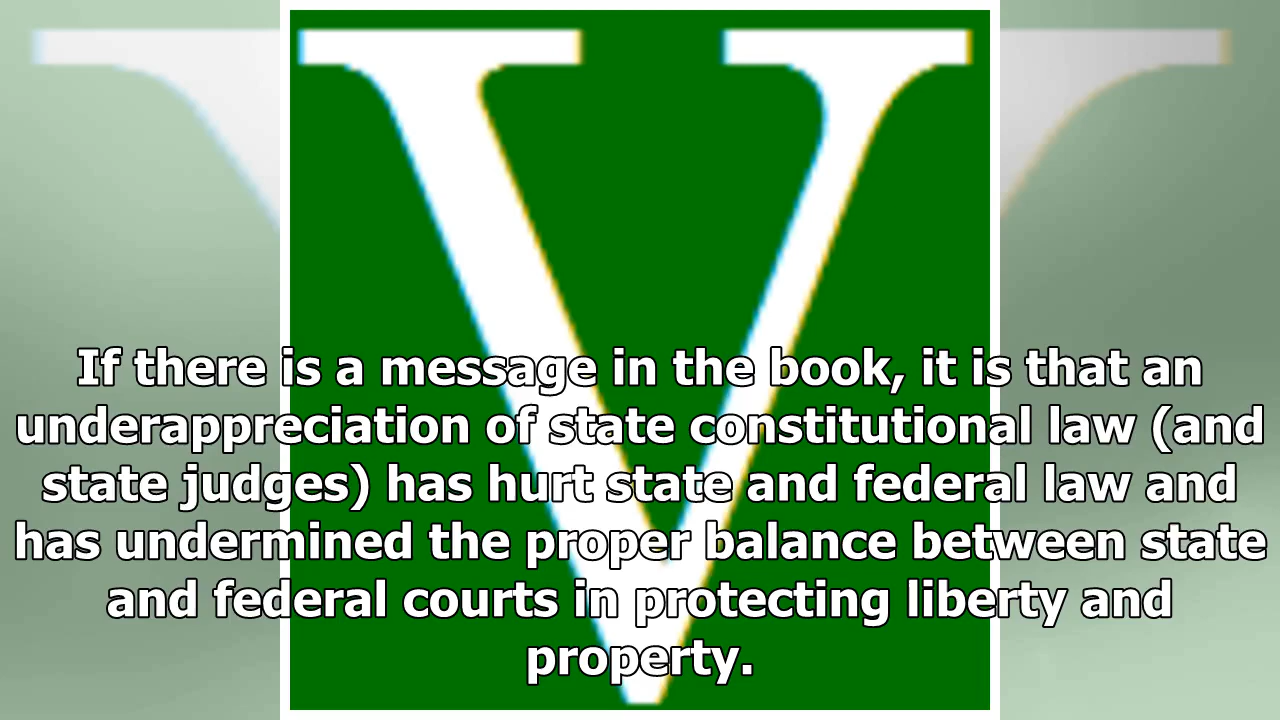 V
If there is a message in the book, it is that an
underappreciation of state constitutional law (and
state judges) has hurt state and federal law and
has undermined the proper balance between state
and federal courts in protecting liberty and
property.